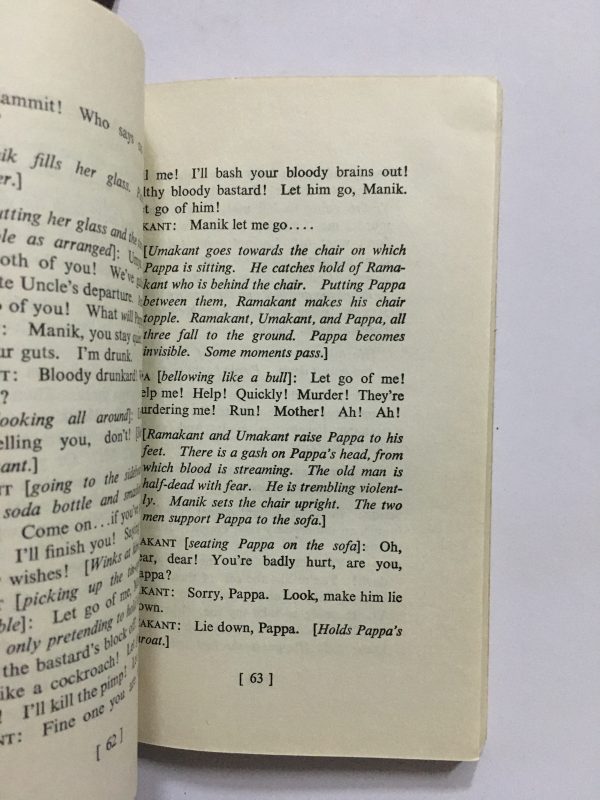 ammit! Who says
ik fills her glass.
er.]
utting her glass and the
ble as arranged]:
oth of you! We've
te Uncle's departure.
o of you! What will
: Manik, you stay
ur guts. I'm drunk.
T: Bloody drunkard!
?
looking all around]:
elling you, don't!
ant.]
T [going to the
soda bottle and
Come on...if you're
I'll finish you!
wishes! [Winks at
T [picking up the
ble]: Let go of me,
only pretending to
the bastard's block off
ike a cockroach!
! I'll kill the pimp!
NT: Fine one you are
[ 62 ]
l me! I'll bash your bloody brains out!
lthy bloody bastard! Let him go, Manik.
t go of him!
KANT: Manik let me go....
[Umakant goes towards the chair on which
Pappa is sitting. He catches hold of Rama-
kant who is behind the chair. Putting Pappa
between them, Ramakant makes his chair
topple. Ramakant, Umakant, and Pappa, all
three fall to the ground. Pappa becomes
invisible. Some moments pass.]
A [bellowing like a bull]: Let go of me!
elp me! Help! Quickly! Murder! They're
urdering me! Run! Mother! Ah! Ah!
[Ramakant and Umakant raise Pappa to his
feet. There is a gash on Pappa's head, from
which blood is streaming. The old man is
half-dead with fear. He is trembling violent-
ly. Manik sets the chair upright. The two
men support Pappa to the sofa.]
AKANT [seating Pappa on the sofa]: Oh,
ear, dear! You're badly hurt, are you,
appa?
KANT: Sorry, Pappa. Look, make him lie
own.
AKANT: Lie down, Pappa. [Holds Pappa's
roat.]
[ 63 ]